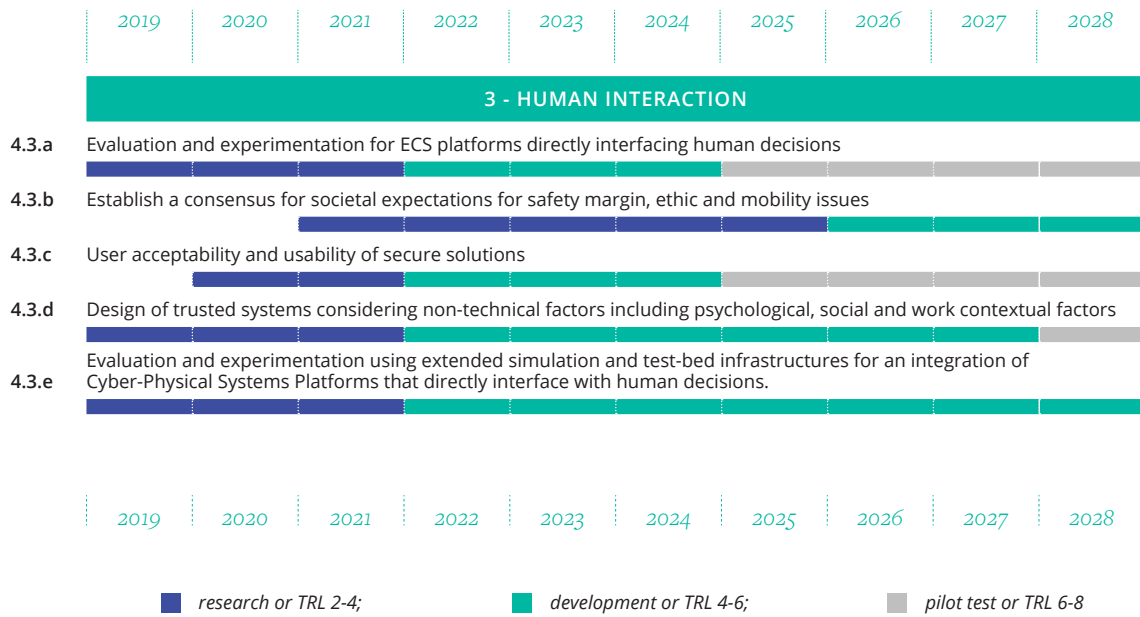 2019 2020 2021 2022 2023 2024 2025 2026 2027 2028
3 - HUMAN INTERACTION
4.3.a Evaluation and experimentation for ECS platforms directly interfacing human decisions
4.3.b Establish a consensus for societal expectations for safety margin, ethic and mobility issues
4.3.c User acceptability and usability of secure solutions
4.3.d Design of trusted systems considering non-technical factors including psychological, social and work contextual factors
Evaluation and experimentation using extended simulation and test-bed infrastructures for an integration of
4.3.e Cyber-Physical Systems Platforms that directly interface with human decisions.
2019 2020 2021 2022 2023 2024 2025 2026 2027 2028
research or TRL 2-4; development or TRL 4-6; pilot test or TRL 6-8